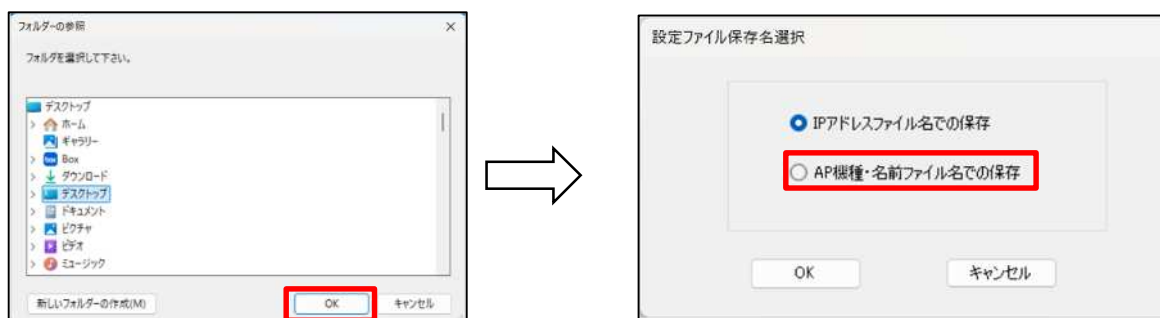 フォルダーの参照
フォルダを選択して下さい。
デスクトップ
ホーム
ギャラリー
Box
ダウンロード
デスクトップ
ドキュメント
ピクチャ
ビデオ
ミュージック
新しいフォルダーの作成(M)
OK
キャンセル
設定ファイル保存名選択
IPアドレスファイル名での保存
AP機種・名前ファイル名での保存
OK
キャンセル